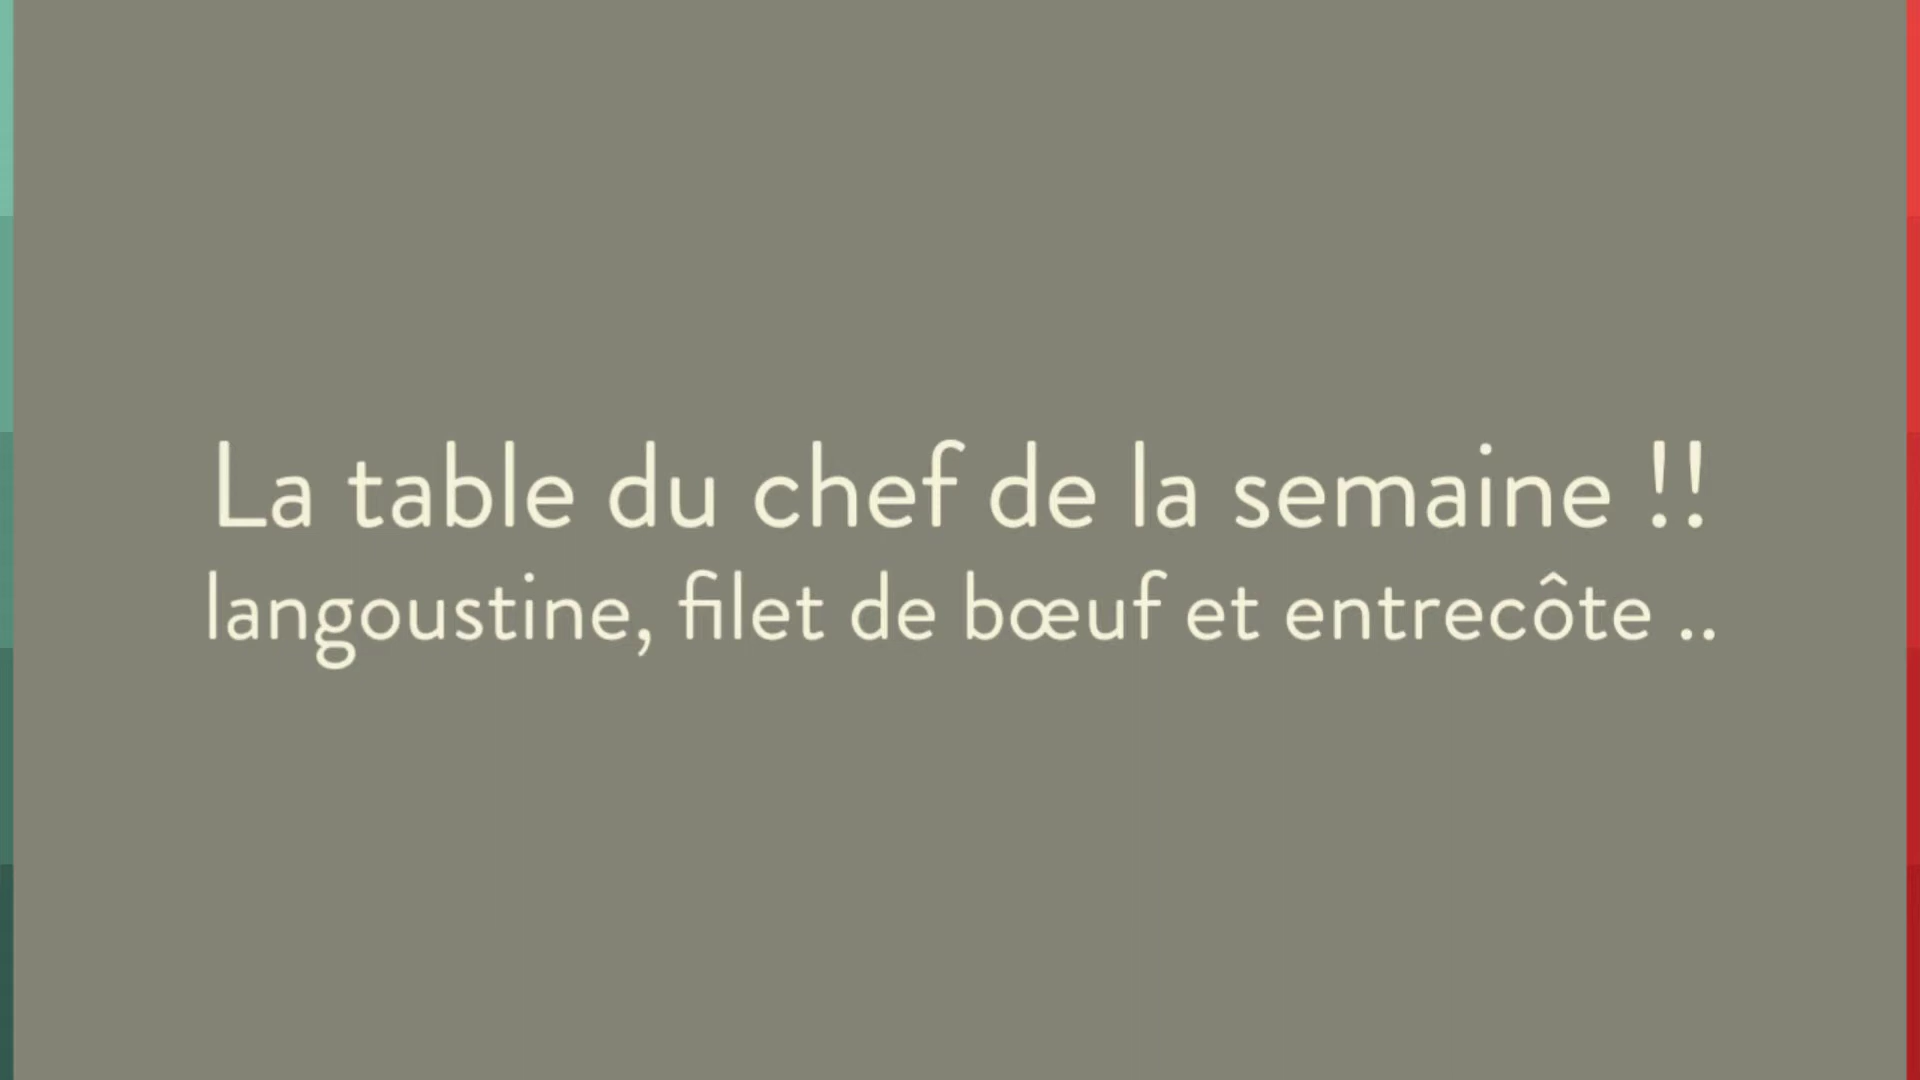 La table du chef de la semaine !!
langoustine, filet de bœuf et entrecôte ..